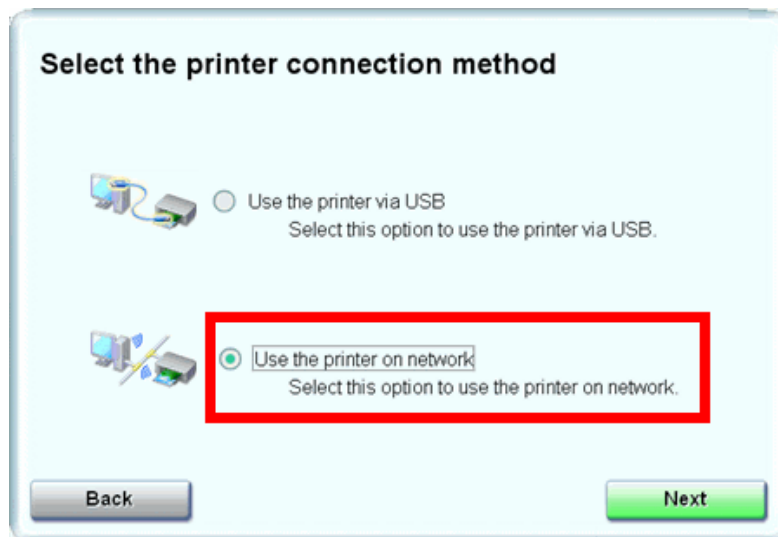 Select the printer connection method
Use the printer via USB
Select this option to use the printer via USB.
Use the printer on network
Select this option to use the printer on network.
Back
Next